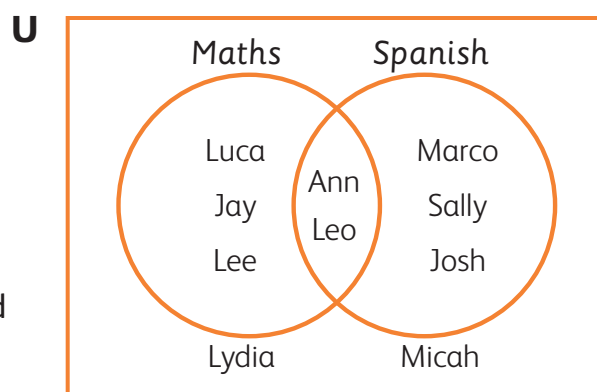 U
Maths Spanish
Luca Marco
Ann
Jay Sally
Leo
Lee Josh
d
Lydia Micah